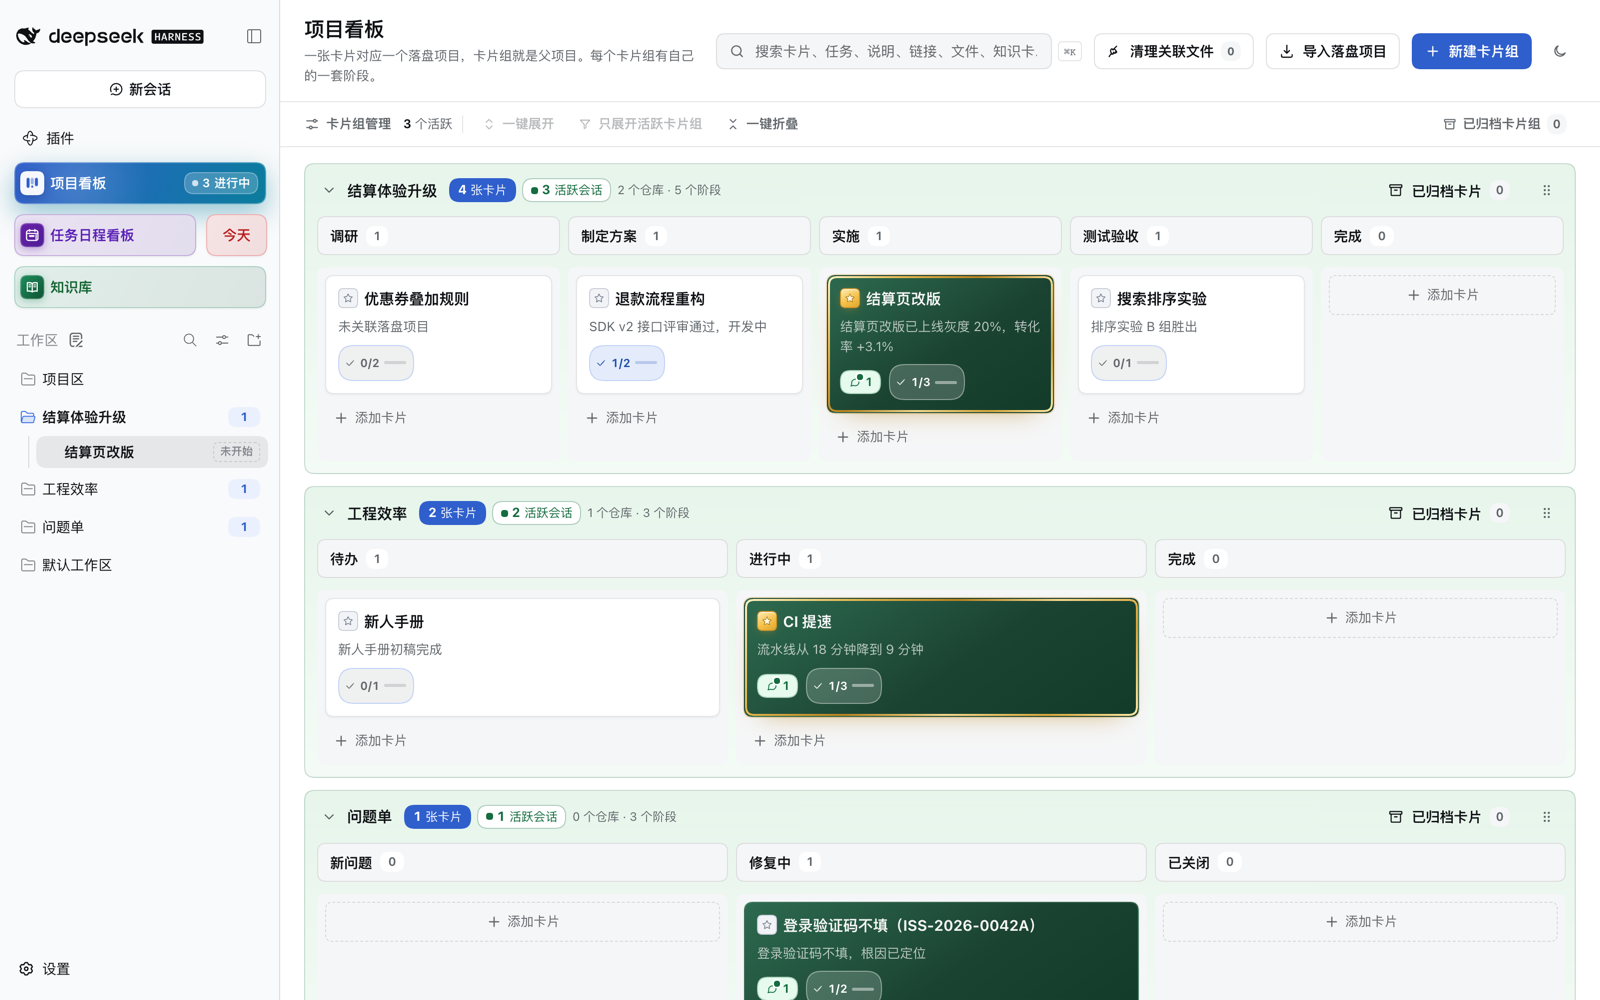 deepseek HARNESS
新会话
插件
项目看板
3 进行中
任务日程看板
今天
知识库
工作区
项目区
结算体验升级 1
结算页改版 未开始
工程效率 1
问题单 1
默认工作区
设置
项目看板
一张卡片对应一个落盘项目，卡片组就是父项目。每个卡片组有自己
的一套阶段。
搜索卡片、任务、说明、链接、文件、知识卡.
⌘K
清理关联文件 0
导入落盘项目
新建卡片组
卡片组管理 3 个活跃
一键展开
只展开活跃卡片组
一键折叠
已归档卡片组 0
结算体验升级 4 张卡片 3 活跃会话 2 个仓库 · 5 个阶段
已归档卡片 0
调研 1
制定方案 1
实施 1
测试验收 1
完成 0
优惠券叠加规则
未关联落盘项目
0/2
添加卡片
退款流程重构
SDK v2 接口评审通过，开发中
1/2
添加卡片
结算页改版
结算页改版已上线灰度 20%，转化
率 +3.1%
1 1/3
添加卡片
搜索排序实验
排序实验 B 组胜出
0/1
添加卡片
添加卡片
工程效率 2 张卡片 2 活跃会话 1 个仓库 · 3 个阶段
已归档卡片 0
待办 1
进行中 1
完成 0
新人手册
新人手册初稿完成
0/1
添加卡片
CI 提速
流水线从 18 分钟降到 9 分钟
1 1/3
添加卡片
添加卡片
问题单 1 张卡片 1 活跃会话 0 个仓库 · 3 个阶段
已归档卡片 0
新问题 0
修复中 1
已关闭 0
添加卡片
登录验证码不填（ISS-2026-0042A）
登录验证码不填，根因已定位
1 1/2
添加卡片